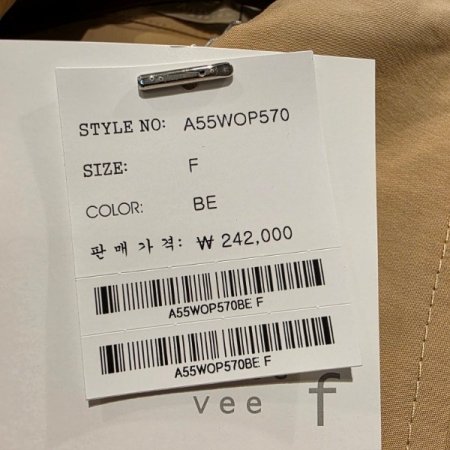 STYLE NO: A55WOP570
SIZE: F
COLOR: BE
판매가격: ₩ 242,000
A55WOP570BE F
A55WOP570BE F
vee f